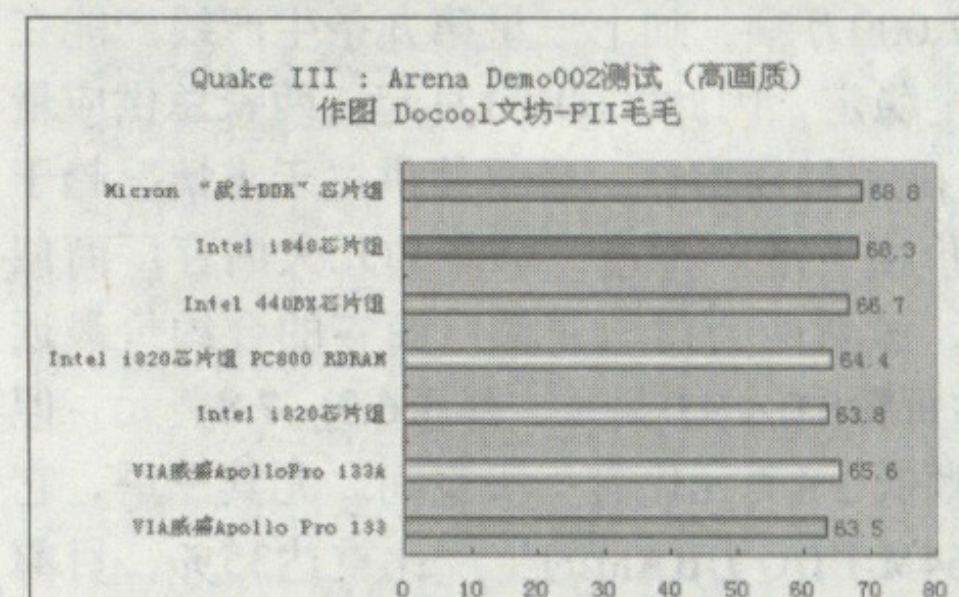 Quake III : Arena Demo002测试 (高画质)
作图 Docool文坊-PII毛毛
Micron “武士DDR” 芯片组 68.8
Intel i840芯片组 68.3
Intel 440BX芯片组 66.7
Intel i820芯片组 PC800 RDRAM 64.4
Intel i820芯片组 63.8
VIA威盛ApolloPro 133A 65.6
VIA威盛Apollo Pro 133 63.5
0 10 20 30 40 50 60 70 80